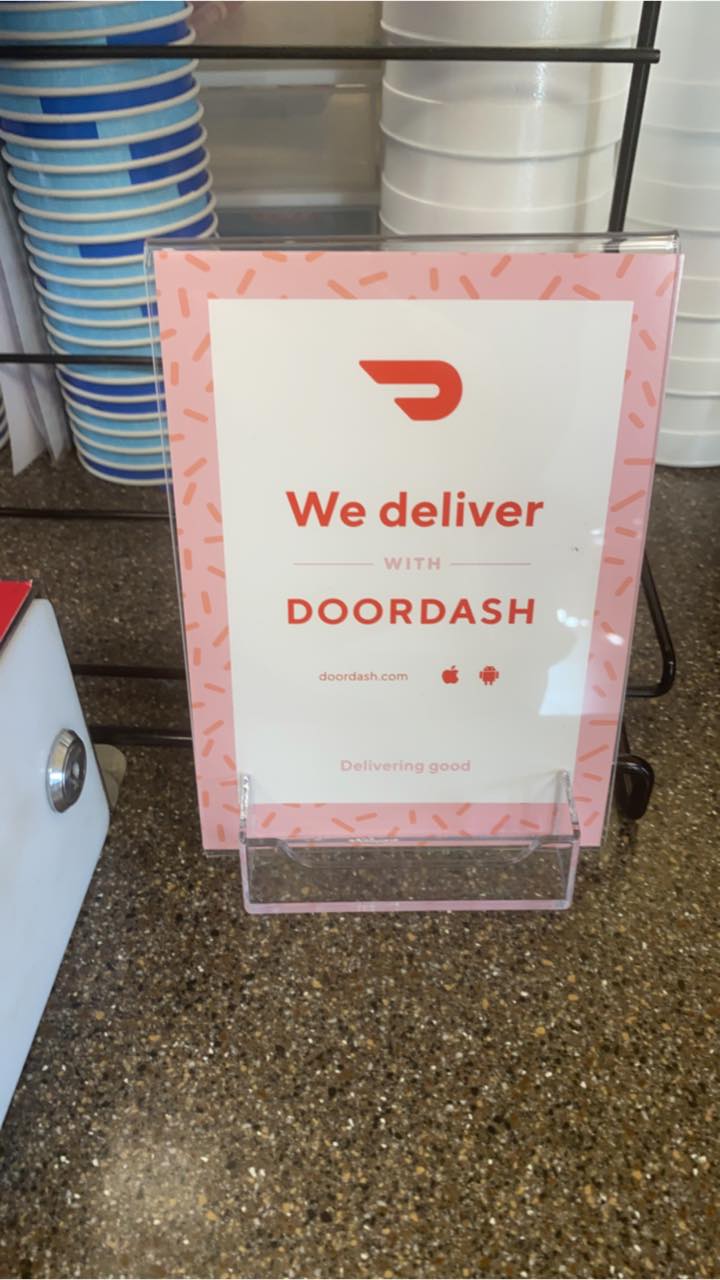 We deliver
WITH
DOORDASH
doordash.com
Delivering good